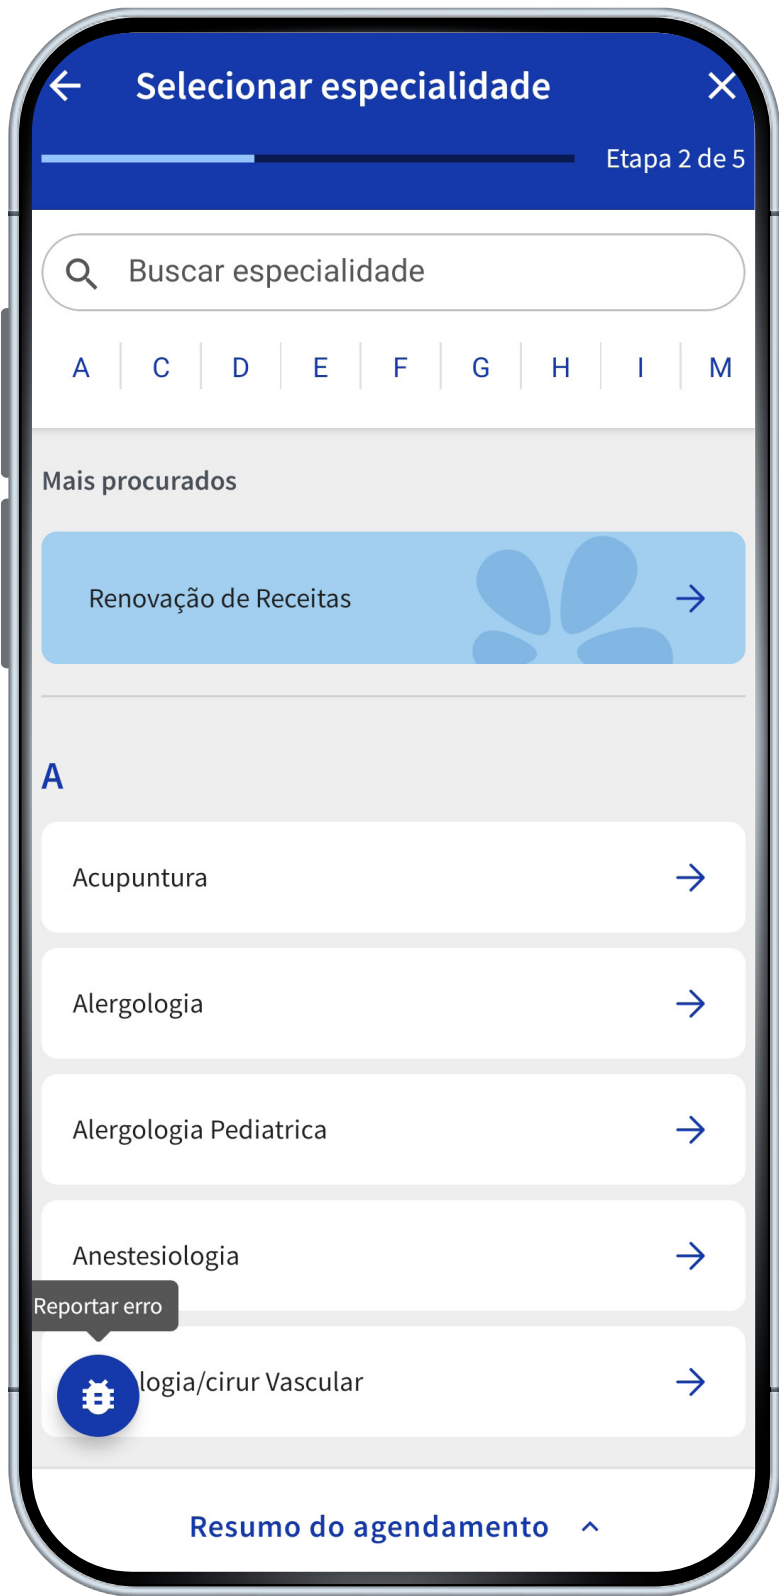 Selecionar especialidade
Etapa 2 de 5
Buscar especialidade
A C D E F G H I M
Mais procurados
Renovação de Receitas
A
Acupuntura
Alergologia
Alergologia Pediatrica
Anestesiologia
Reportar erro
logia/cirur Vascular
Resumo do agendamento